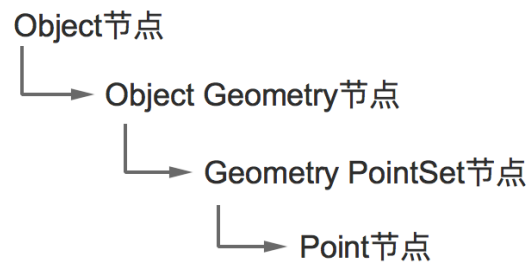 Object节点
Object Geometry节点
Geometry PointSet节点
Point节点